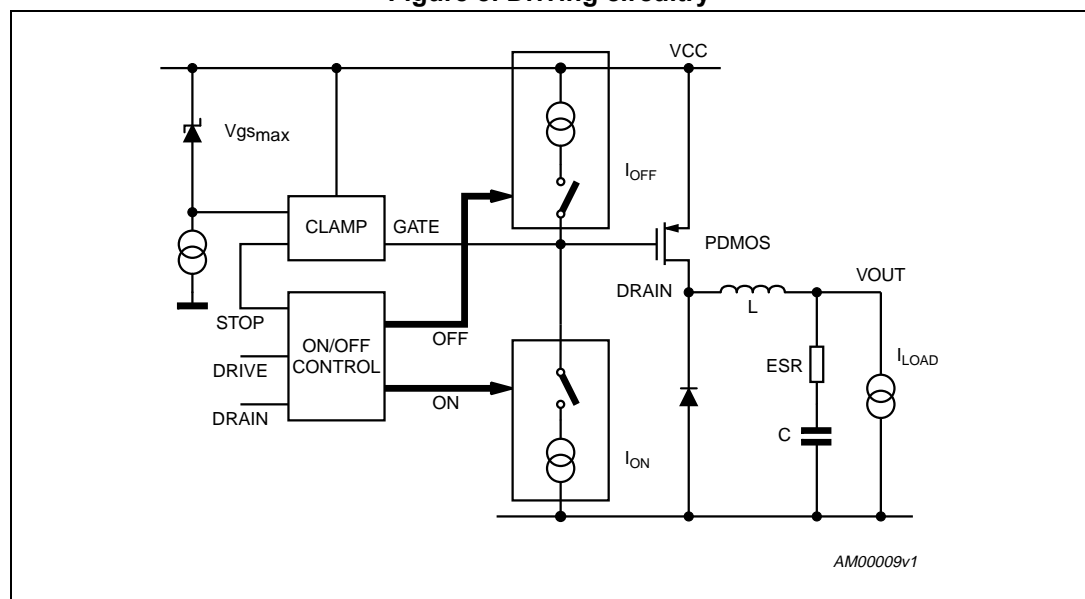 Figure Driving circuitry
VCC
Vgsmax
IOFF
CLAMP
GATE
PDMOS
VOUT
DRAIN
L
STOP
OFF
ON/OFF
CONTROL
DRIVE
ESR
ILOAD
ON
DRAIN
C
ION
AM00009v1